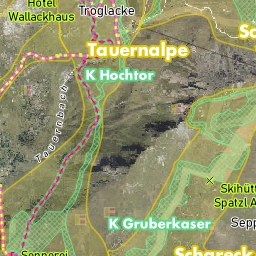 Hotel
Wallackhaus
Troglacke
Tauernalpe
K Hochtor
Tauernbach
Skihütt
Spatzl A
K Gruberkaser
Sepp
Schareck